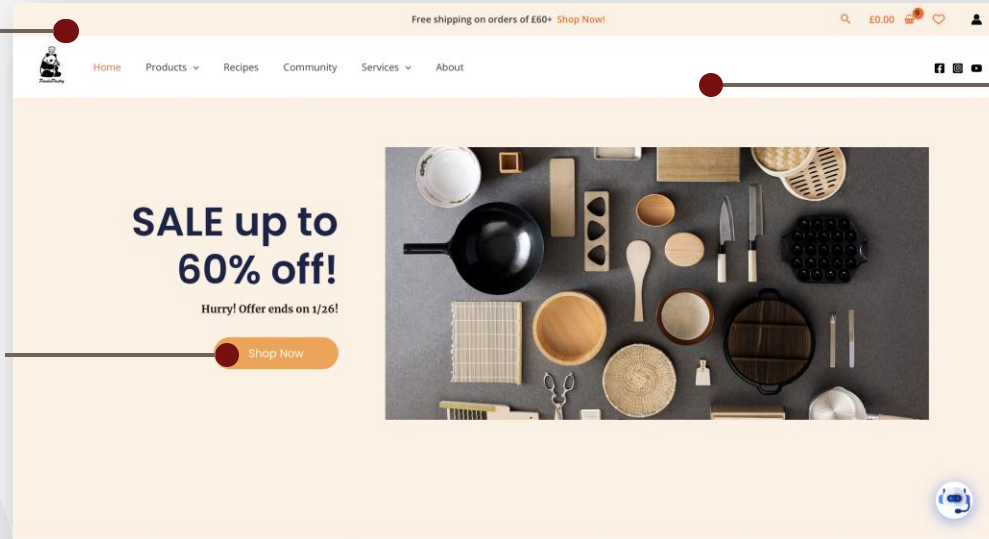 Free shipping on orders of £60+ Shop Now!
£0.00 0
Home Products Recipes Community Services About
SALE up to
60% off!
Hurry! Offer ends on 1/26!
Shop Now